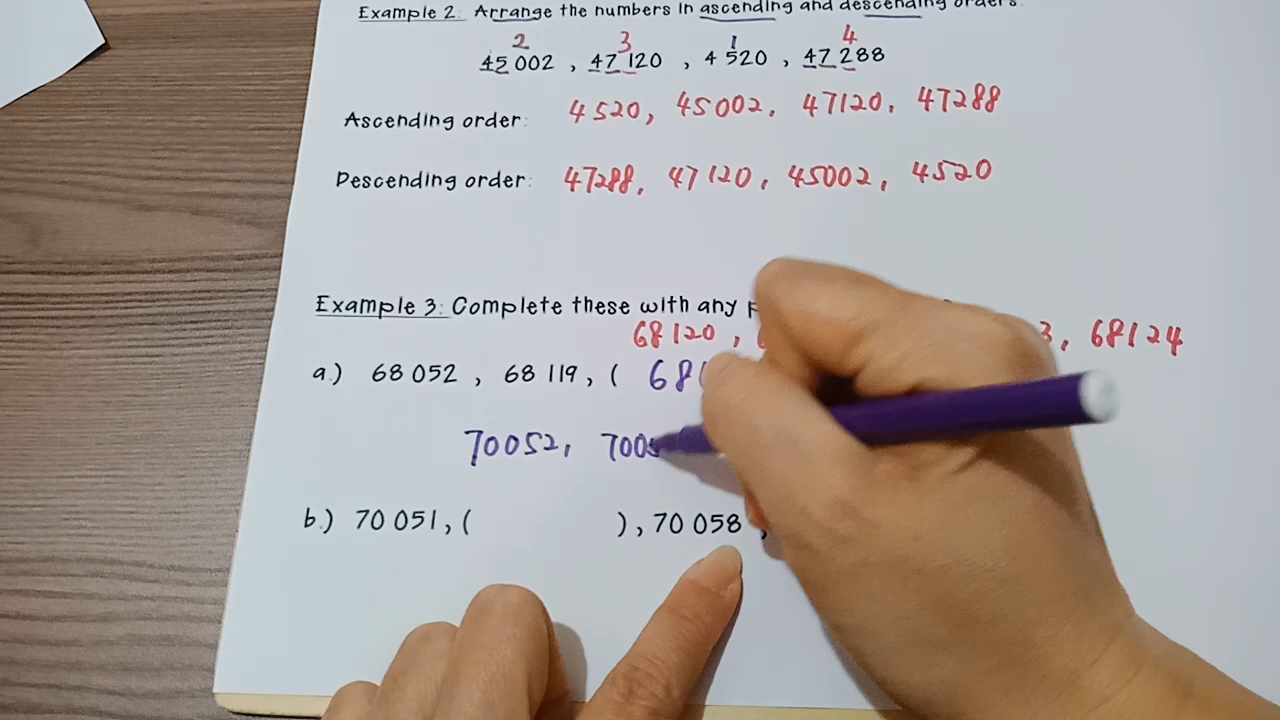 Example 2: Arrange the numbers in ascending and descending orders.
2 3 1 4
45 002 , 47 120 , 4 520 , 47 288
Ascending order: 4520, 45002, 47120, 47288
Descending order: 47288, 47120, 45002, 4520
Example 3: Complete these with any
68120 , 68124
a.) 68 052 , 68 119 , (
70052,
b.) 70 051 , ( ) , 70 058